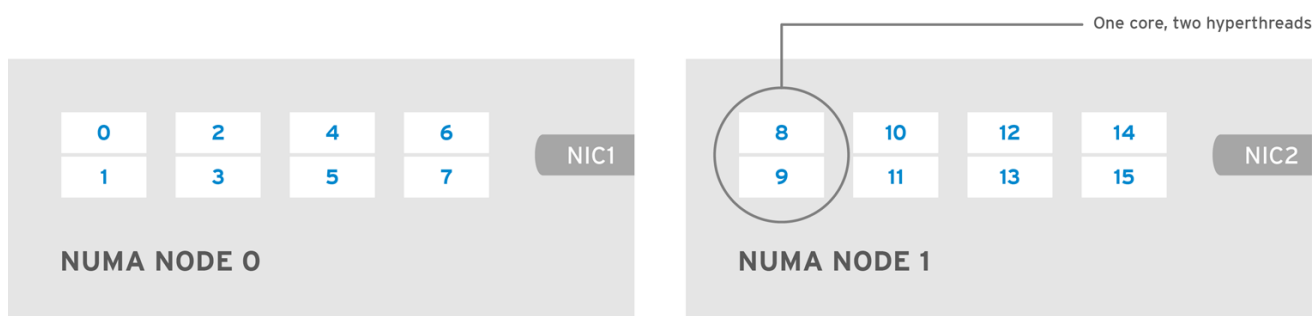 One core, two hyperthreads
0 2 4 6
1 3 5 7
NIC1
NUMA NODE 0
8 10 12 14
9 11 13 15
NIC2
NUMA NODE 1